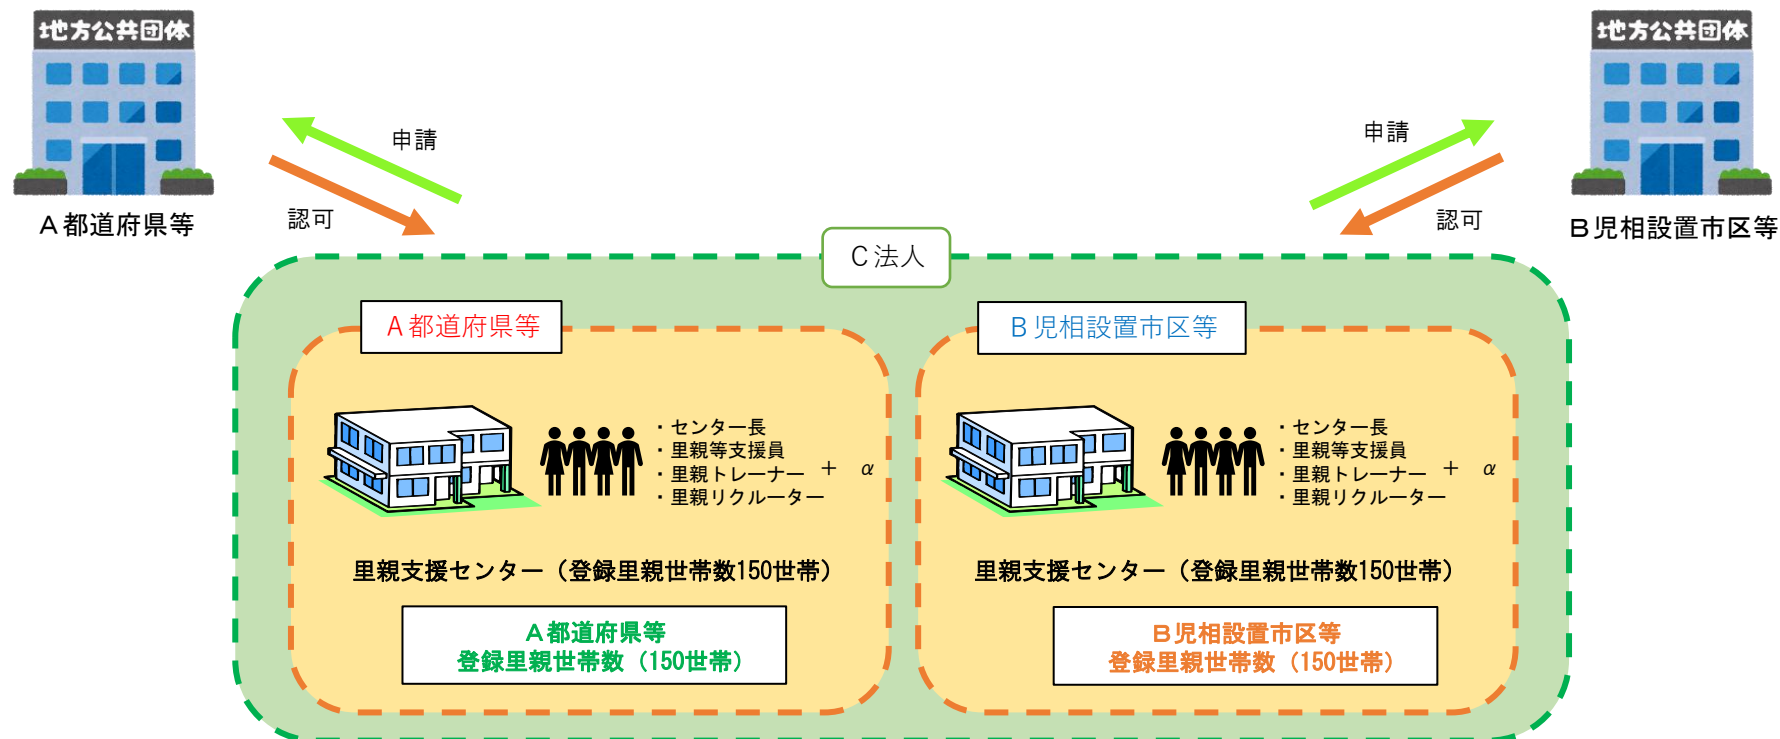 地方公共団体
A都道府県等
申請
認可
地方公共団体
B児相設置市区等
申請
認可
C法人
A都道府県等
・センター長
・里親等支援員
・里親トレーナー
・里親リクルーター
+ α
里親支援センター（登録里親世帯数150世帯）
A都道府県等
登録里親世帯数（150世帯）
B児相設置市区等
・センター長
・里親等支援員
・里親トレーナー
・里親リクルーター
+ α
里親支援センター（登録里親世帯数150世帯）
B児相設置市区等
登録里親世帯数（150世帯）